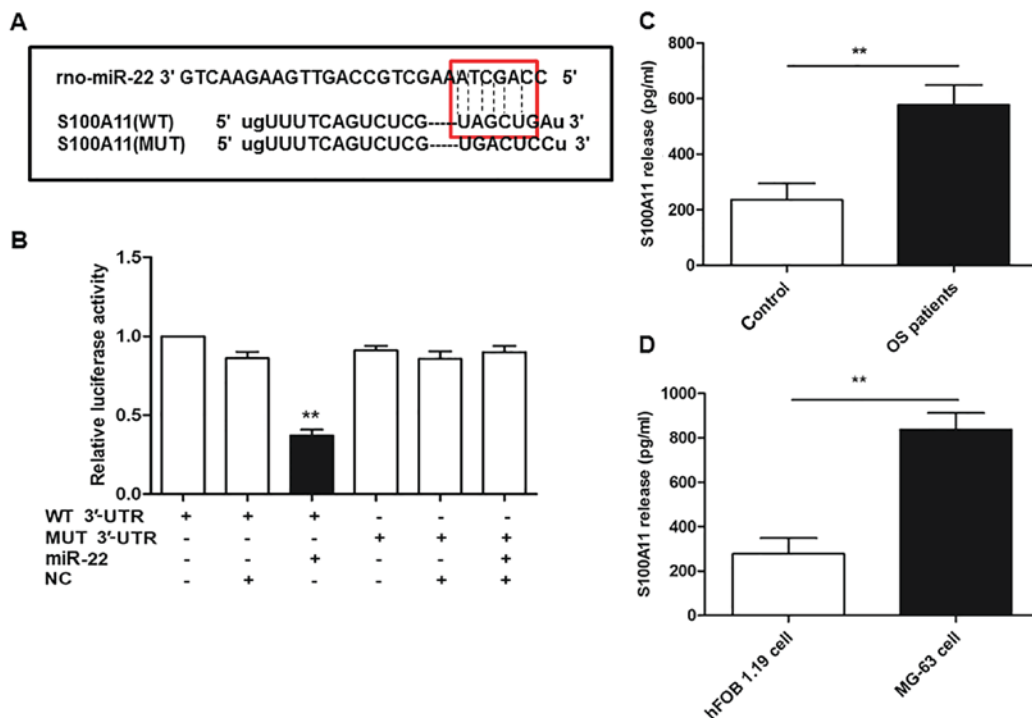 A
rno-miR-22 3' GTCAAGAAGTTGACCGTCGAAATCGACC 5'
S100A11(WT) 5' ugUUUTCAGUCUCG-----UAGCUGAu 3'
S100A11(MUT) 5' ugUUUTCAGUCUCG-----UGACUCCu 3'
B
Relative luciferase activity
1.5
1.0
0.5
0.0
**
WT 3'-UTR + + + - - -
MUT 3'-UTR - - - + + +
miR-22 - - + - - +
NC - + - - + +
C
S100A11 release (pg/ml)
800
600
400
200
0
**
Control
OS patients
D
S100A11 release (pg/ml)
1000
800
600
400
200
0
**
hFOB 1.19 cell
MG-63 cell